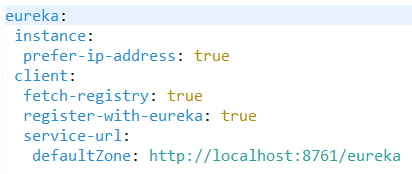 eureka:
 instance:
  prefer-ip-address: true
 client:
  fetch-registry: true
  register-with-eureka: true
  service-url:
   defaultZone: http://localhost:8761/eureka